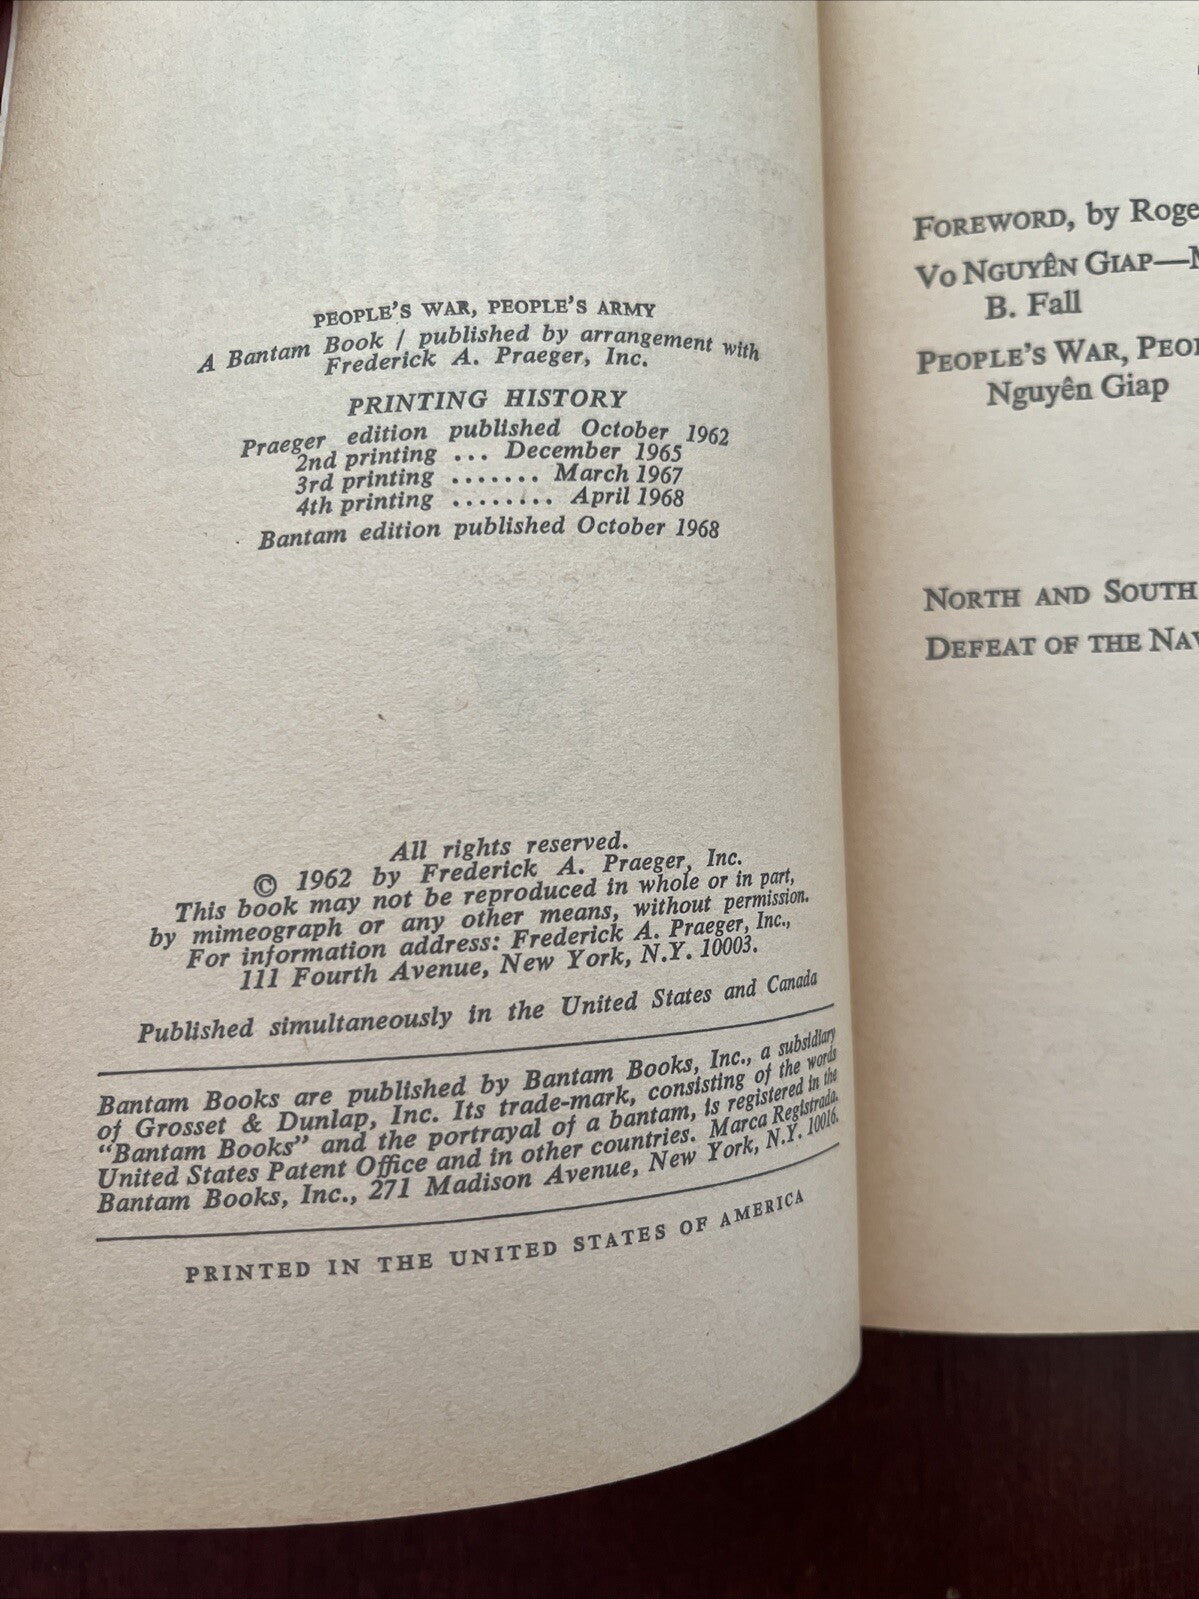 PEOPLE'S WAR, PEOPLE'S ARMY
A Bantam Book / published by arrangement with
Frederick A. Praeger, Inc.
PRINTING HISTORY
Praeger edition published October 1962
2nd printing ... December 1965
3rd printing ....... March 1967
4th printing ........ April 1968
Bantam edition published October 1968
All rights reserved.
© 1962 by Frederick A. Praeger, Inc.
This book may not be reproduced in whole or in part,
by mimeograph or any other means, without permission.
For information address: Frederick A. Praeger, Inc.,
111 Fourth Avenue, New York, N.Y. 10003.
Published simultaneously in the United States and Canada
Bantam Books are published by Bantam Books, Inc., a subsidiary
of Grosset & Dunlap, Inc. Its trade-mark, consisting of the words
"Bantam Books" and the portrayal of a bantam, is registered in the
United States Patent Office and in other countries. Marca Registrada.
Bantam Books, Inc., 271 Madison Avenue, New York, N.Y. 10016.
PRINTED IN THE UNITED STATES OF AMERICA
FOREWORD, by Roge
VO NGUYÊN GIAP—M
B. Fall
PEOPLE'S WAR, PEOP
Nguyên Giap
NORTH AND SOUTH
DEFEAT OF THE NAV